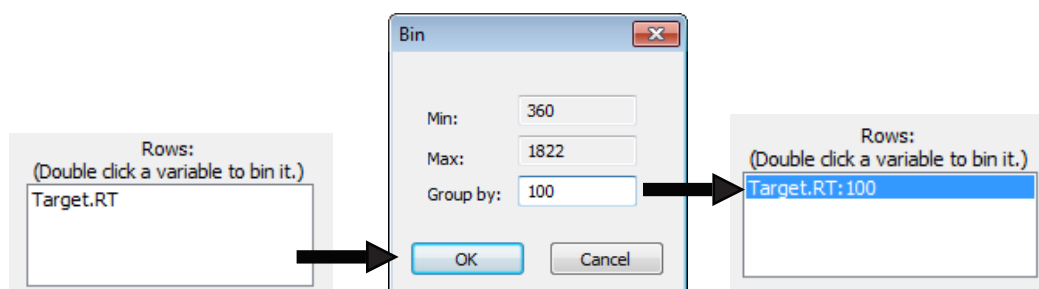 Rows:
(Double click a variable to bin it.)
Target.RT
Bin
Min: 360
Max: 1822
Group by: 100
OK Cancel
Rows:
(Double click a variable to bin it.)
Target.RT:100